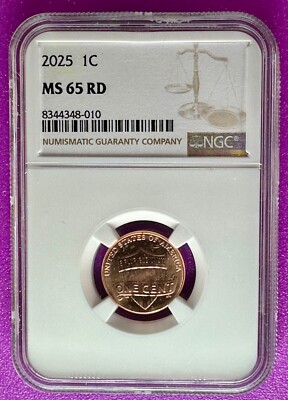 2025 1C
MS 65 RD
8344348-010
NUMISMATIC GUARANTY COMPANY
NGC
UNITED STATES OF AMERICA
ONE CENT